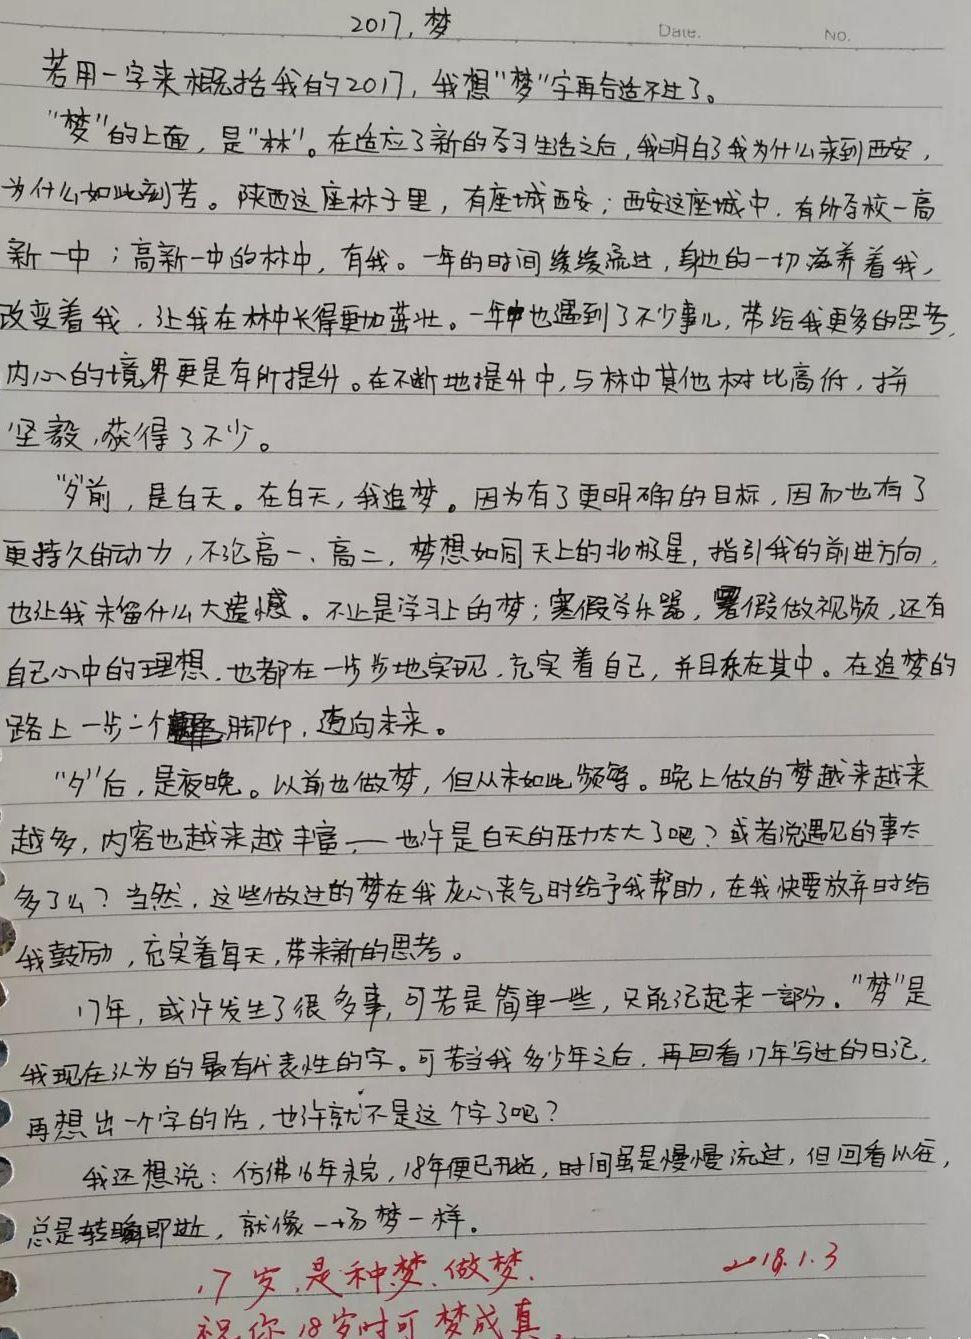 2017,梦
Date.
No.
若用一字来概括我的2017,我想"梦"字再合适不过了。
"梦"的上面,是"林"。在适应了新的学习生活之后,我明白了我为什么来到西安,
为什么如此刻苦。陕西这座林子里,有座城西安;西安这座城中,有所学校一高
新一中;高新一中的林中,有我。一年的时间缓缓流过,身边的一切滋养着我,
改变着我,让我在林中长得更加茁壮。一年中也遇到了不少事儿,带给我更多的思考,
内心的境界更是有所提升。在不断地提升中,与林中其他树比高低,拼
坚毅,获得了不少。
"夕"前,是白天。在白天,我追梦。因为有了更明确的目标,因而也有了
更持久的动力,不论高一、高二,梦想如同天上的北极星,指引我的前进方向,
也让我未留什么大遗憾。不止是学习上的梦;寒假学乐器,暑假做视频,还有
自己心中的理想,也都在一步步地实现,充实着自己,并且乐在其中。在追梦的
路上一步一个脚印,迈向未来。
"夕"后,是夜晚。以前也做梦,但从未如此频繁。晚上做的梦越来越来
越多,内容也越来越丰富——也许是白天的压力太大了吧?或者说遇见的事太
多了么?当然,这些做过的梦在我灰心丧气时给予我帮助,在我快要放弃时给
我鼓励,充实着每天,带来新的思考。
17年,或许发生了很多事,可若是简单一些,只能记起来一部分。"梦"是
我现在认为的最有代表性的字。可若当我多少年之后,再回看17年写过的日记,
再想出一个字的话,也许就不是这个字了吧?
我还想说:仿佛16年未完,18年便已开始,时间虽是慢慢流过,但回看以往,
总是转瞬即逝,就像一场梦一样。
17岁,是种梦、做梦,
2018.1.3
祝你18岁时可梦成真。